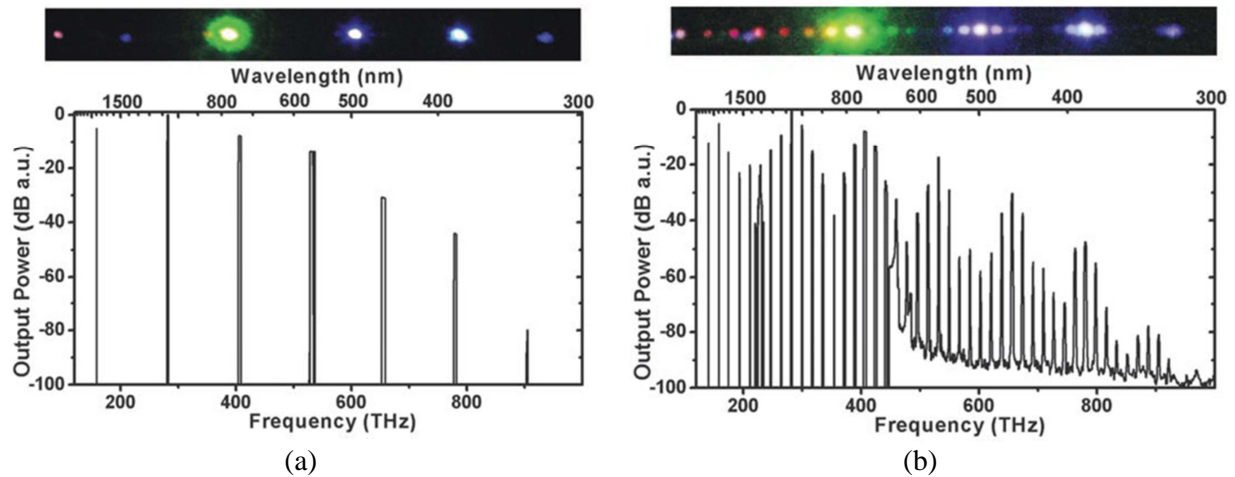 Wavelength (nm)
1500 800 600 500 400 300
0
-20
-40
-60
-80
-100
Output Power (dB a.u.)
200 400 600 800
Frequency (THz)
(a)
Wavelength (nm)
1500 800 600 500 400 300
0
-20
-40
-60
-80
-100
Output Power (dB a.u.)
200 400 600 800
Frequency (THz)
(b)